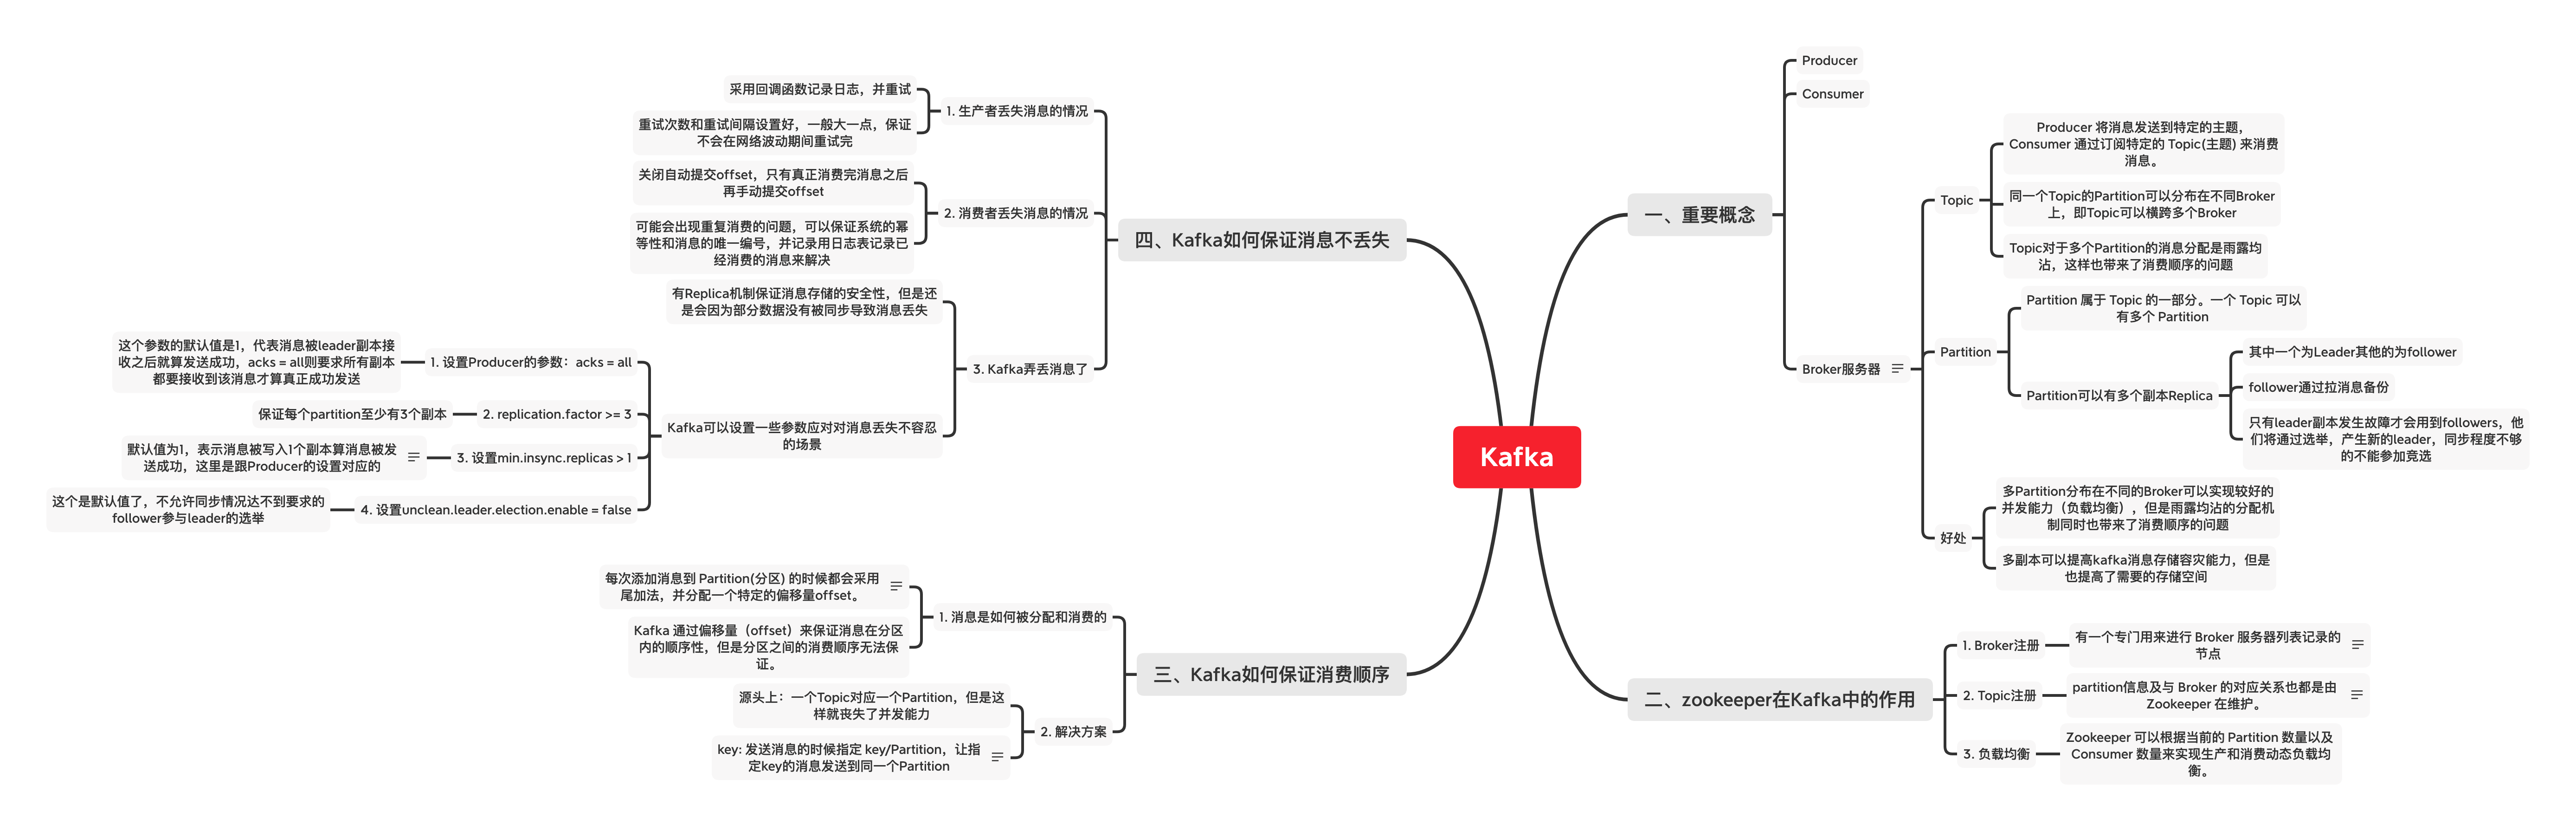 Kafka
一、重要概念
Producer
Consumer
Broker服务器
Topic
Producer 将消息发送到特定的主题,
Consumer 通过订阅特定的 Topic(主题) 来消费
消息。
同一个Topic的Partition可以分布在不同Broker
上，即Topic可以横跨多个Broker
Topic对于多个Partition的消息分配是雨露均
沾，这样也带来了消费顺序的问题
Partition
Partition 属于 Topic 的一部分。一个 Topic 可以
有多个 Partition
Partition可以有多个副本Replica
其中一个为Leader其他的为follower
follower通过拉消息备份
只有leader副本发生故障才会用到followers，他
们将通过选举，产生新的leader，同步程度不够
的不能参加竞选
好处
多Partition分布在不同的Broker可以实现较好的
并发能力（负载均衡），但是雨露均沾的分配机
制同时也带来了消费顺序的问题
多副本可以提高kafka消息存储容灾能力，但是
也提高了需要的存储空间
二、zookeeper在Kafka中的作用
1. Broker注册
有一个专门用来进行 Broker 服务器列表记录的
节点
2. Topic注册
partition信息及与 Broker 的对应关系也都是由
Zookeeper 在维护。
3. 负载均衡
Zookeeper 可以根据当前的 Partition 数量以及
Consumer 数量来实现生产和消费动态负载均
衡。
三、Kafka如何保证消费顺序
1. 消息是如何被分配和消费的
每次添加消息到 Partition(分区) 的时候都会采用
尾加法，并分配一个特定的偏移量offset。
Kafka 通过偏移量（offset）来保证消息在分区
内的顺序性，但是分区之间的消费顺序无法保
证。
2. 解决方案
源头上：一个Topic对应一个Partition，但是这
样就丧失了并发能力
key: 发送消息的时候指定 key/Partition，让指
定key的消息发送到同一个Partition
四、Kafka如何保证消息不丢失
1. 生产者丢失消息的情况
采用回调函数记录日志，并重试
重试次数和重试间隔设置好，一般大一点，保证
不会在网络波动期间重试完
2. 消费者丢失消息的情况
关闭自动提交offset，只有真正消费完消息之后
再手动提交offset
可能会出现重复消费的问题，可以保证系统的幂
等性和消息的唯一编号，并记录用日志表记录已
经消费的消息来解决
3. Kafka弄丢消息了
有Replica机制保证消息存储的安全性，但是还
是会因为部分数据没有被同步导致消息丢失
Kafka可以设置一些参数应对对消息丢失不容忍
的场景
1. 设置Producer的参数：acks = all
这个参数的默认值是1，代表消息被leader副本接
收之后就算发送成功，acks = all则要求所有副本
都要接收到该消息才算真正成功发送
2. replication.factor >= 3
保证每个partition至少有3个副本
3. 设置min.insync.replicas > 1
默认值为1，表示消息被写入1个副本算消息被发
送成功，这里是跟Producer的设置对应的
4. 设置unclean.leader.election.enable = false
这个是默认值了，不允许同步情况达不到要求的
follower参与leader的选举